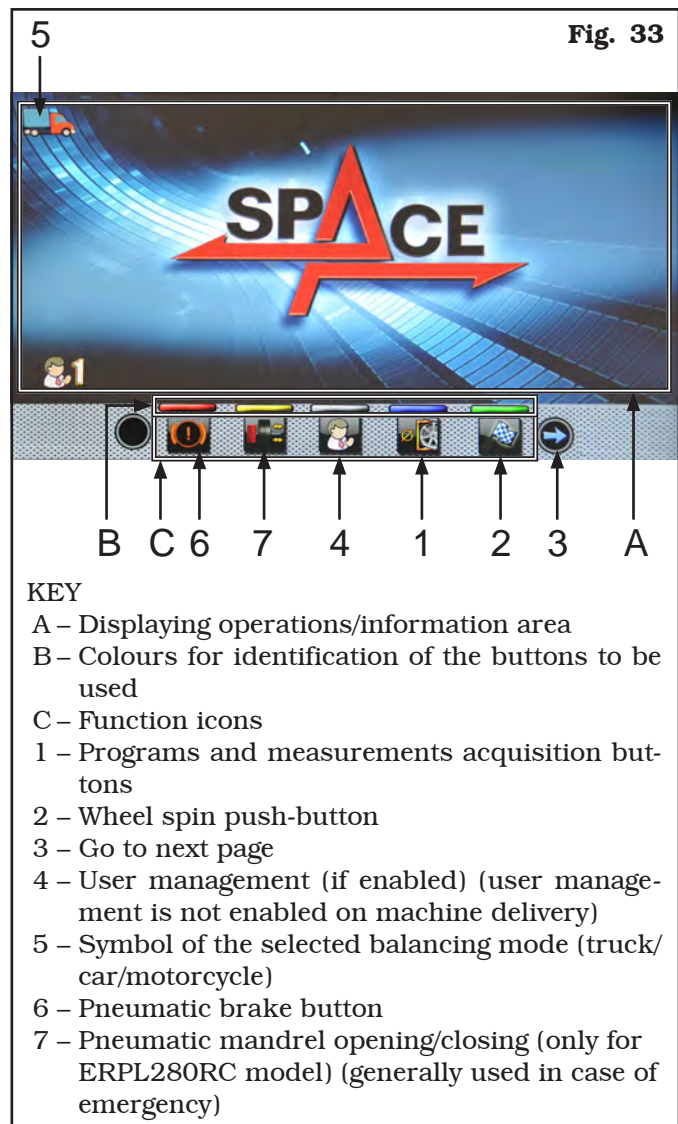 5
Fig. 33
SPACE
1
B C 6 7 4 1 2 3 A
KEY
A – Displaying operations/information area
B – Colours for identification of the buttons to be
used
C – Function icons
1 – Programs and measurements acquisition but-
tons
2 – Wheel spin push-button
3 – Go to next page
4 – User management (if enabled) (user manage-
ment is not enabled on machine delivery)
5 – Symbol of the selected balancing mode (truck/
car/motorcycle)
6 – Pneumatic brake button
7 – Pneumatic mandrel opening/closing (only for
ERPL280RC model) (generally used in case of
emergency)